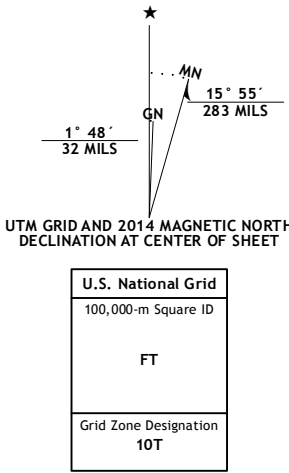 ★
MN
GN
15° 55´
283 MILS
1° 48´
32 MILS
UTM GRID AND 2014 MAGNETIC NORTH
DECLINATION AT CENTER OF SHEET
U.S. National Grid
100,000-m Square ID
FT
Grid Zone Designation
10T